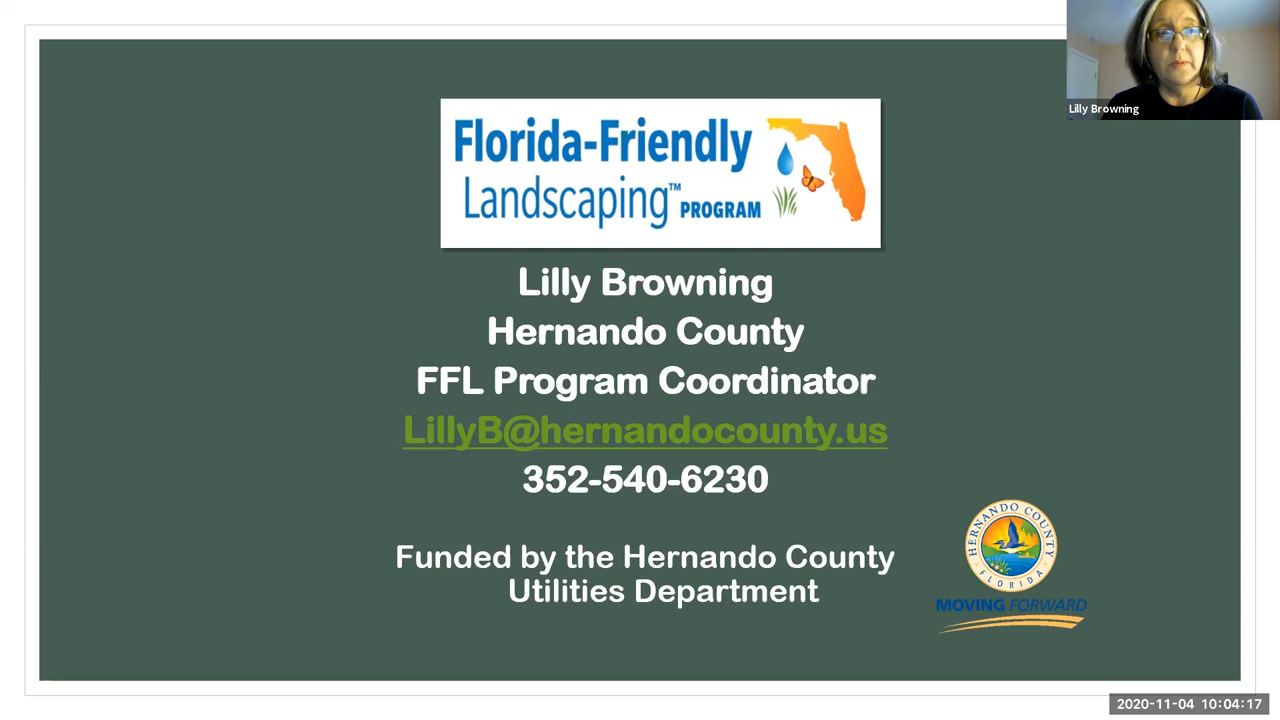 Lilly Browning
Florida-Friendly
Landscaping™ PROGRAM
Lilly Browning
Hernando County
FFL Program Coordinator
LillyB@hernandocounty.us
352-540-6230
Funded by the Hernando County
Utilities Department
HERNANDO COUNTY
FLORIDA
MOVING FORWARD
2020-11-04 10:04:17